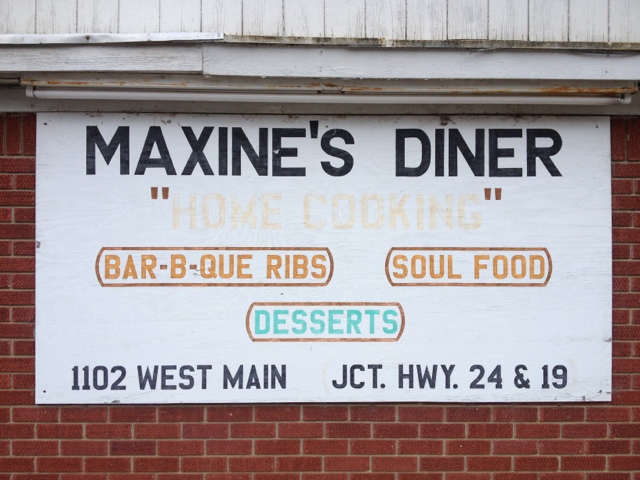 MAXINE'S DINER
"HOME COOKING"
BAR-B-QUE RIBS SOUL FOOD
DESSERTS
1102 WEST MAIN JCT. HWY. 24 & 19